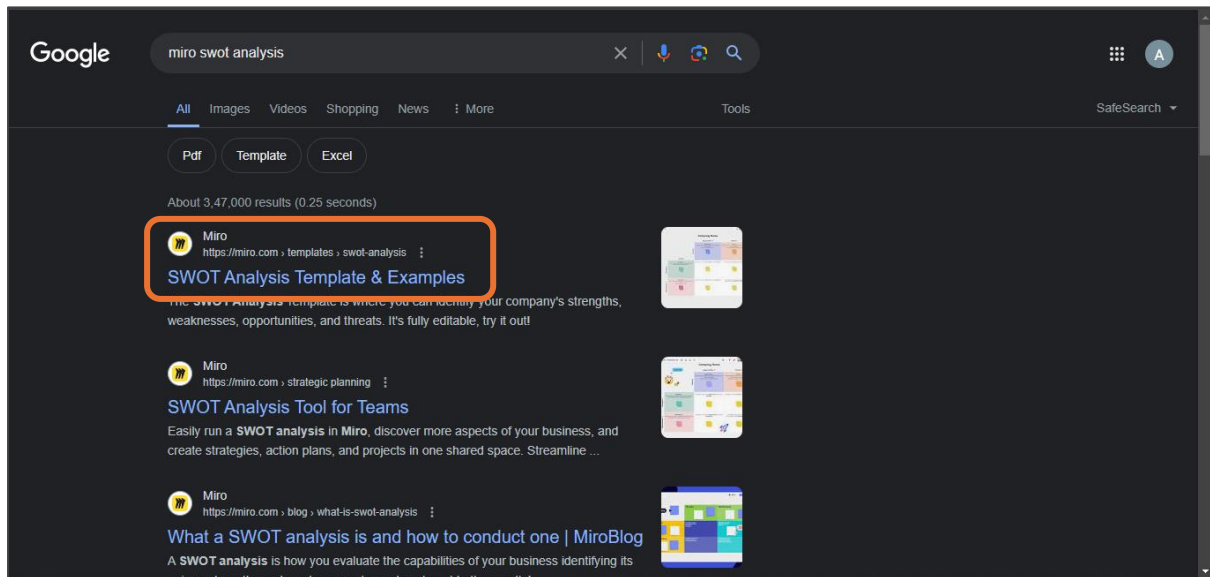 Google
miro swot analysis
A
All Images Videos Shopping News More Tools SafeSearch
Pdf Template Excel
About 3,47,000 results (0.25 seconds)
Miro
https://miro.com › templates › swot-analysis
SWOT Analysis Template & Examples
The SWOT Analysis Template is where you can identify your company's strengths,
weaknesses, opportunities, and threats. It's fully editable, try it out!
Miro
https://miro.com › strategic planning
SWOT Analysis Tool for Teams
Easily run a SWOT analysis in Miro, discover more aspects of your business, and
create strategies, action plans, and projects in one shared space. Streamline ...
Miro
https://miro.com › blog › what-is-swot-analysis
What a SWOT analysis is and how to conduct one | MiroBlog
A SWOT analysis is how you evaluate the capabilities of your business identifying its